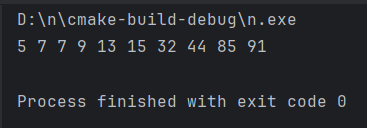 D:\n\cmake-build-debug\n.exe
5 7 7 9 13 15 32 44 85 91
Process finished with exit code 0